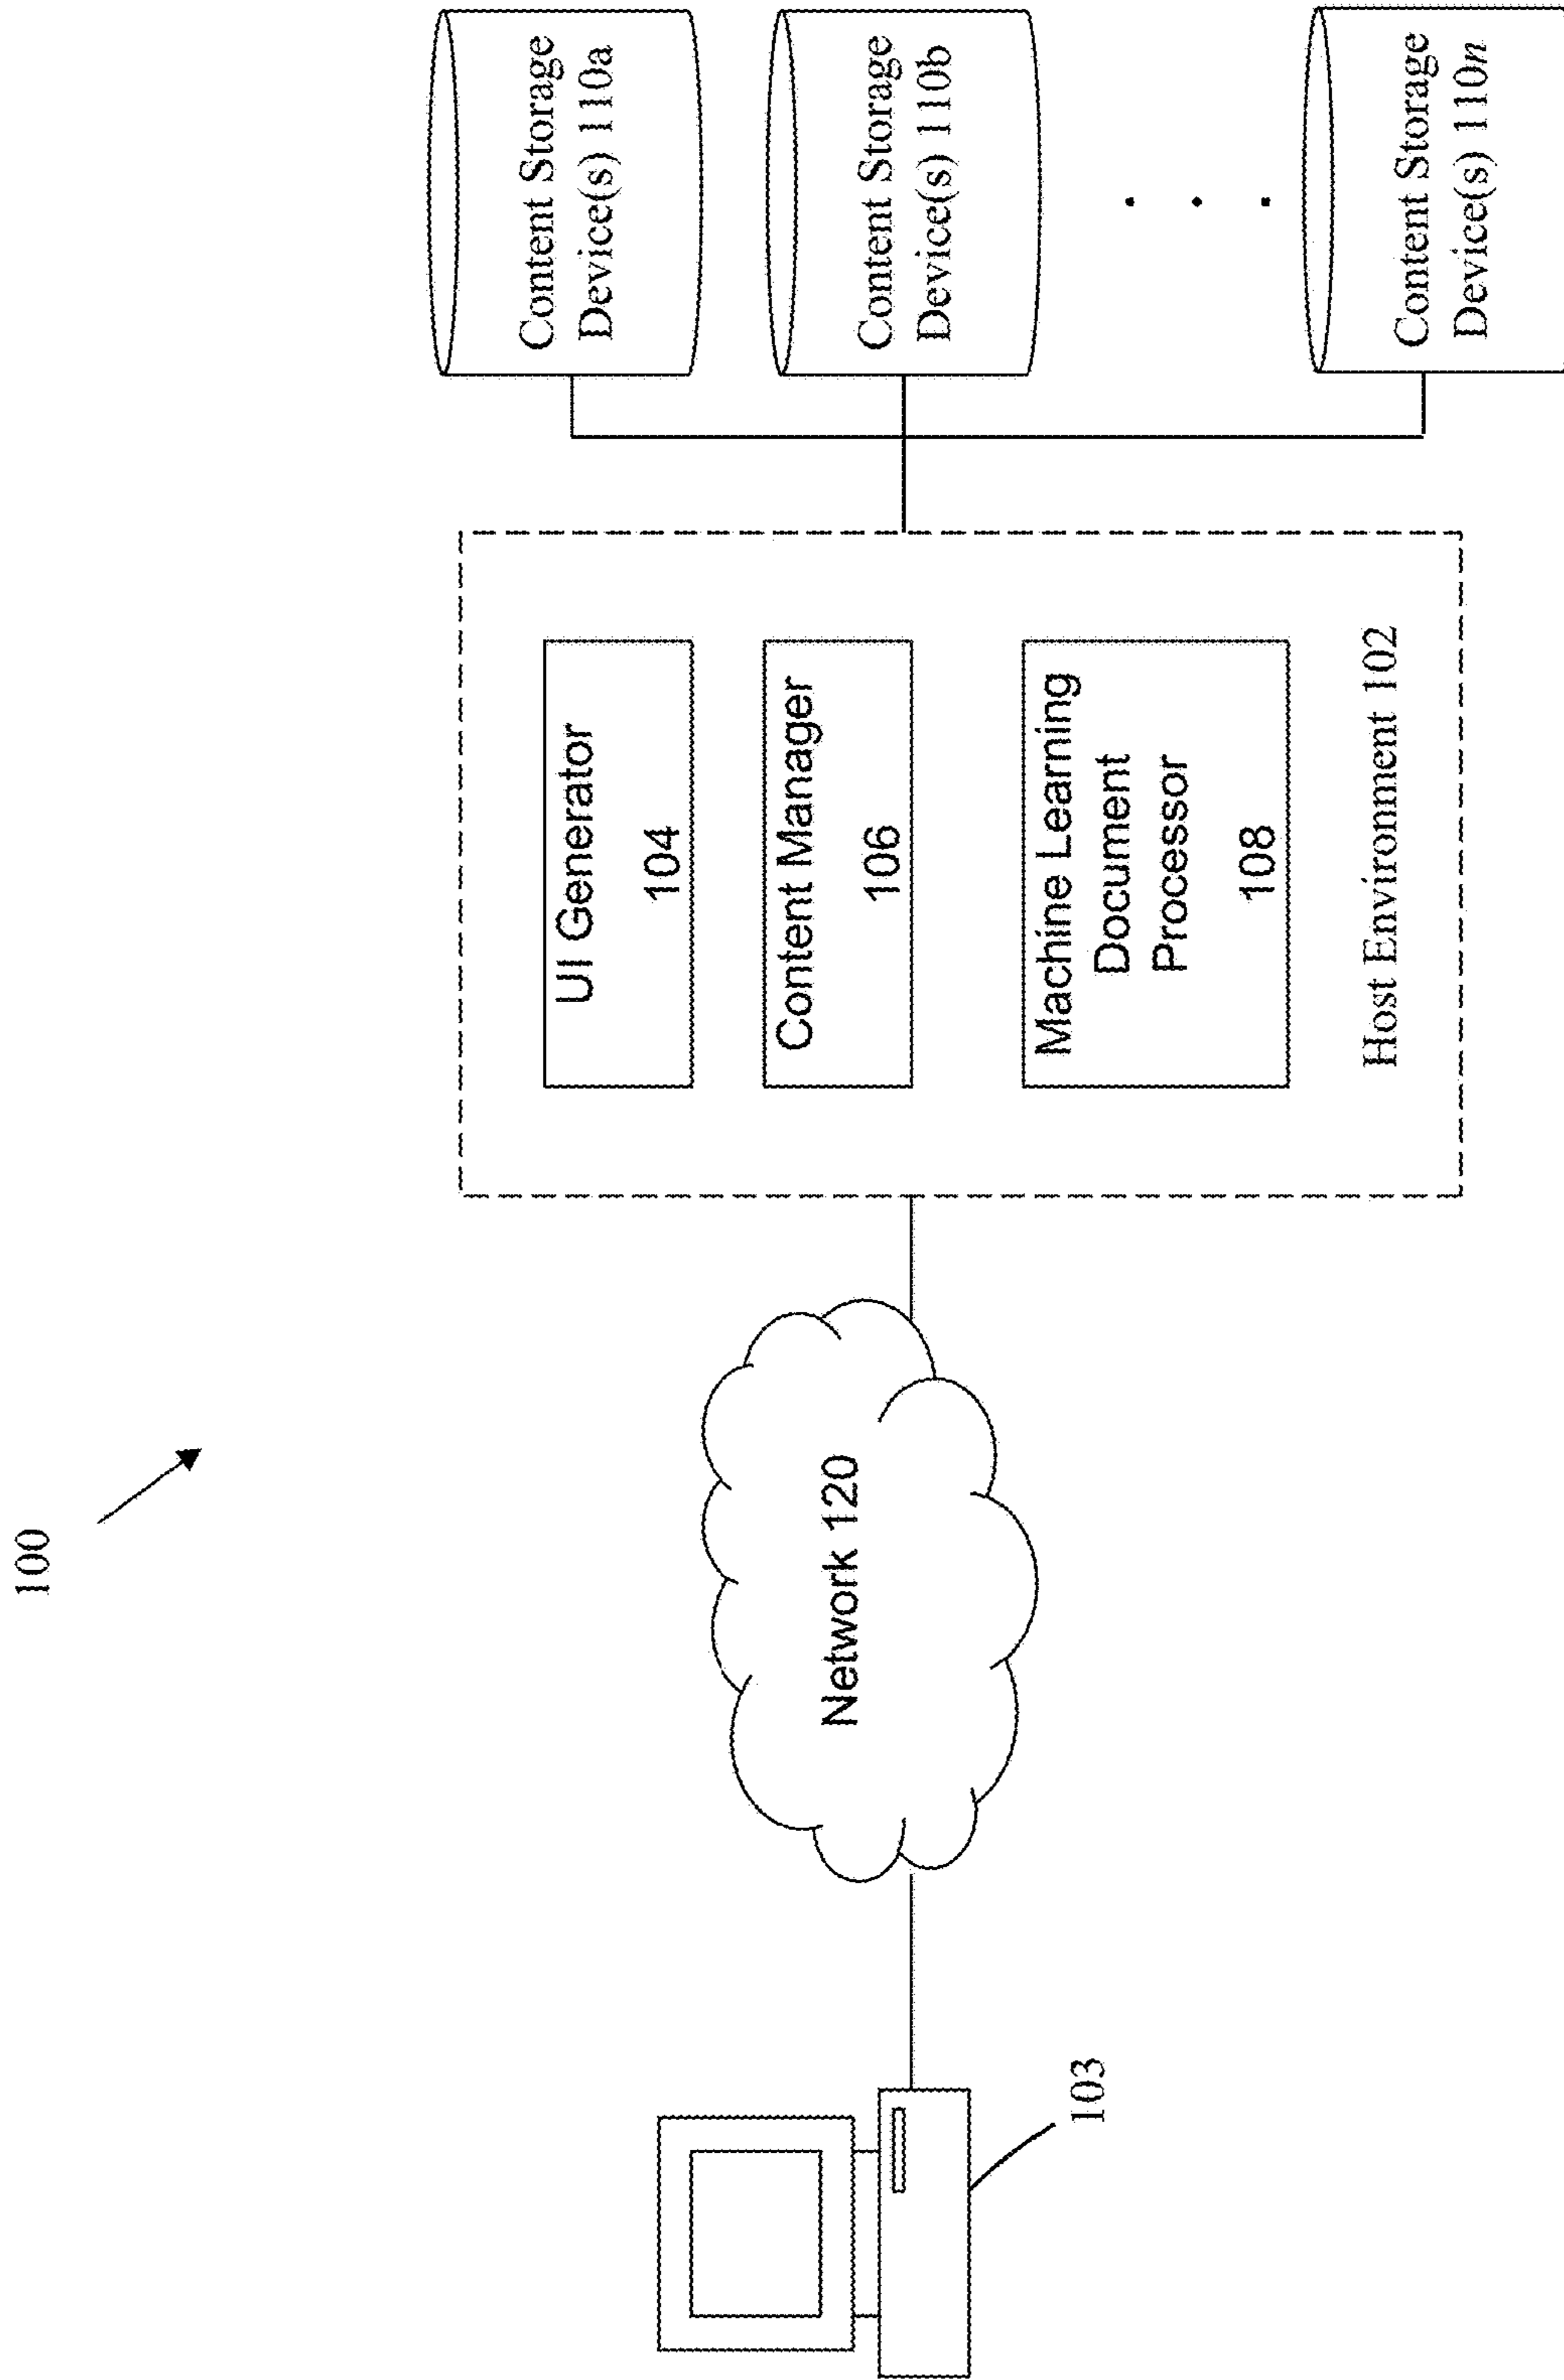 100
Content Storage
Device(s) 110a
Content Storage
Device(s) 110b
Content Storage
Device(s) 110n
UI Generator
104
Content Manager
106
Machine Learning
Document
Processor
108
Host Environment 102
Network 120
103